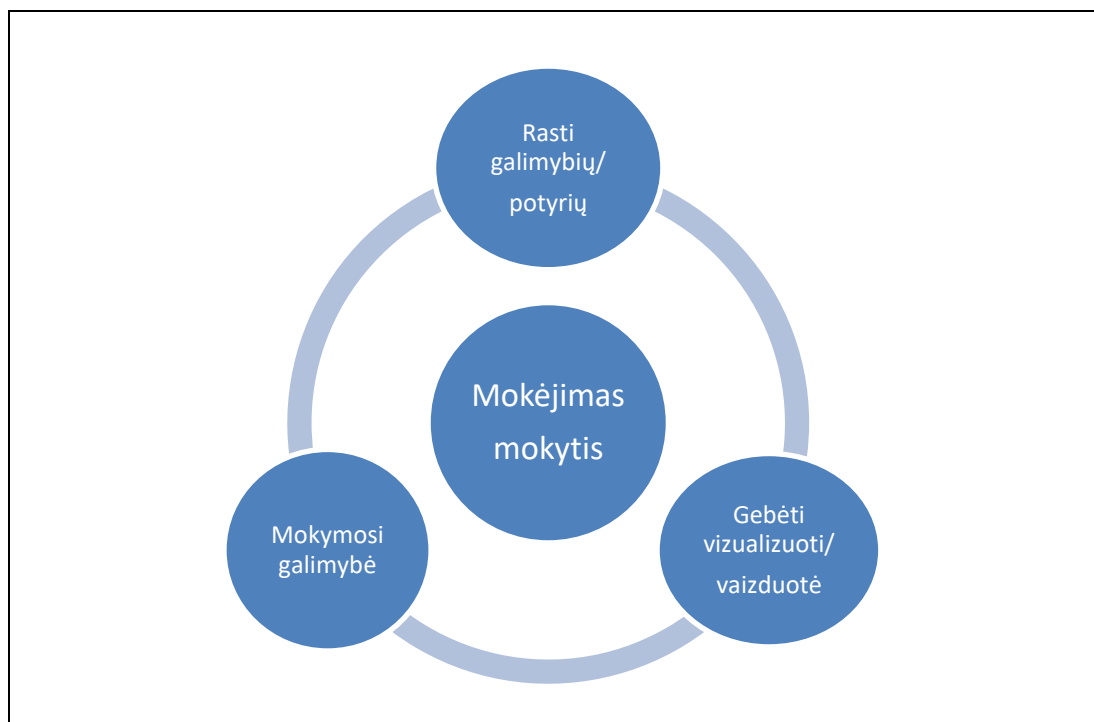 Rasti
galimybių/
potyrių
Mokėjimas
mokytis
Mokymosi
galimybė
Gebėti
vizualizuoti/
vaizduotė